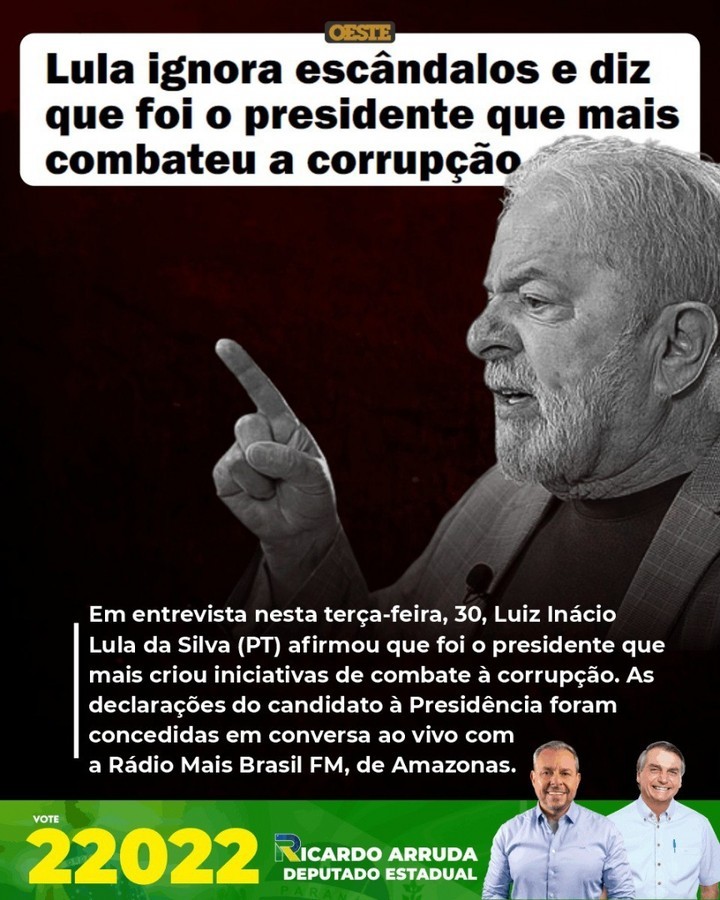 OESTE
Lula ignora escândalos e diz
que foi o presidente que mais
combateu a corrupção
Em entrevista nesta terça-feira, 30, Luiz Inácio
Lula da Silva (PT) afirmou que foi o presidente que
mais criou iniciativas de combate à corrupção. As
declarações do candidato à Presidência foram
concedidas em conversa ao vivo com
a Rádio Mais Brasil FM, de Amazonas.
VOTE
22022
RICARDO ARRUDA
DEPUTADO ESTADUAL
PARANÁ